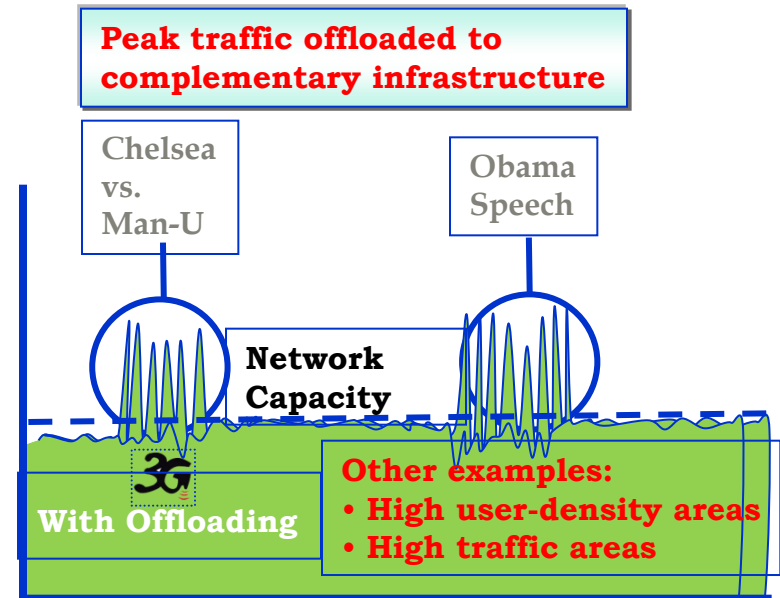 Peak traffic offloaded to
complementary infrastructure
Chelsea
vs.
Man-U
Obama
Speech
Network
Capacity
3G
With Offloading
Other examples:
• High user-density areas
• High traffic areas